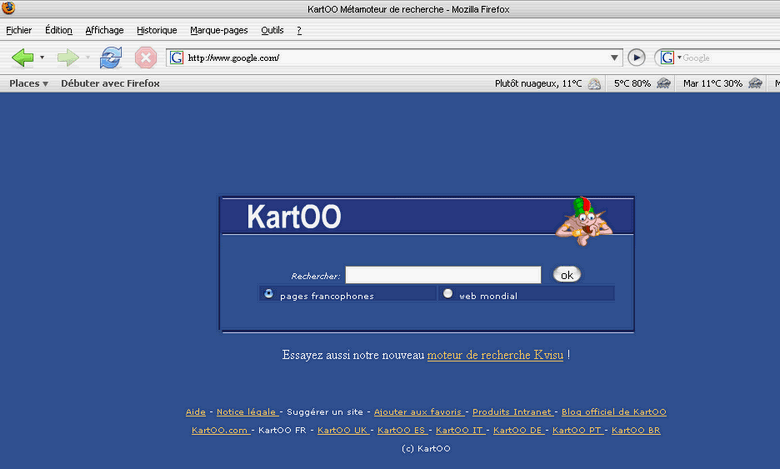 KartOO Métamoteur de recherche - Mozilla Firefox
Fichier Édition Affichage Historique Marque-pages Outils ?
http://www.google.com/ Google
Places Débuter avec Firefox Plutôt nuageux, 11°C 5°C 80% Mar 11°C 30% M
KartOO
Rechercher: ok
pages francophones web mondial
Essayez aussi notre nouveau moteur de recherche Kvisu !
Aide - Notice légale - Suggérer un site - Ajouter aux favoris - Produits Intranet - Blog officiel de KartOO
KartOO.com - KartOO FR - KartOO UK - KartOO ES - KartOO IT - KartOO DE - KartOO PT - KartOO BR
(c) KartOO